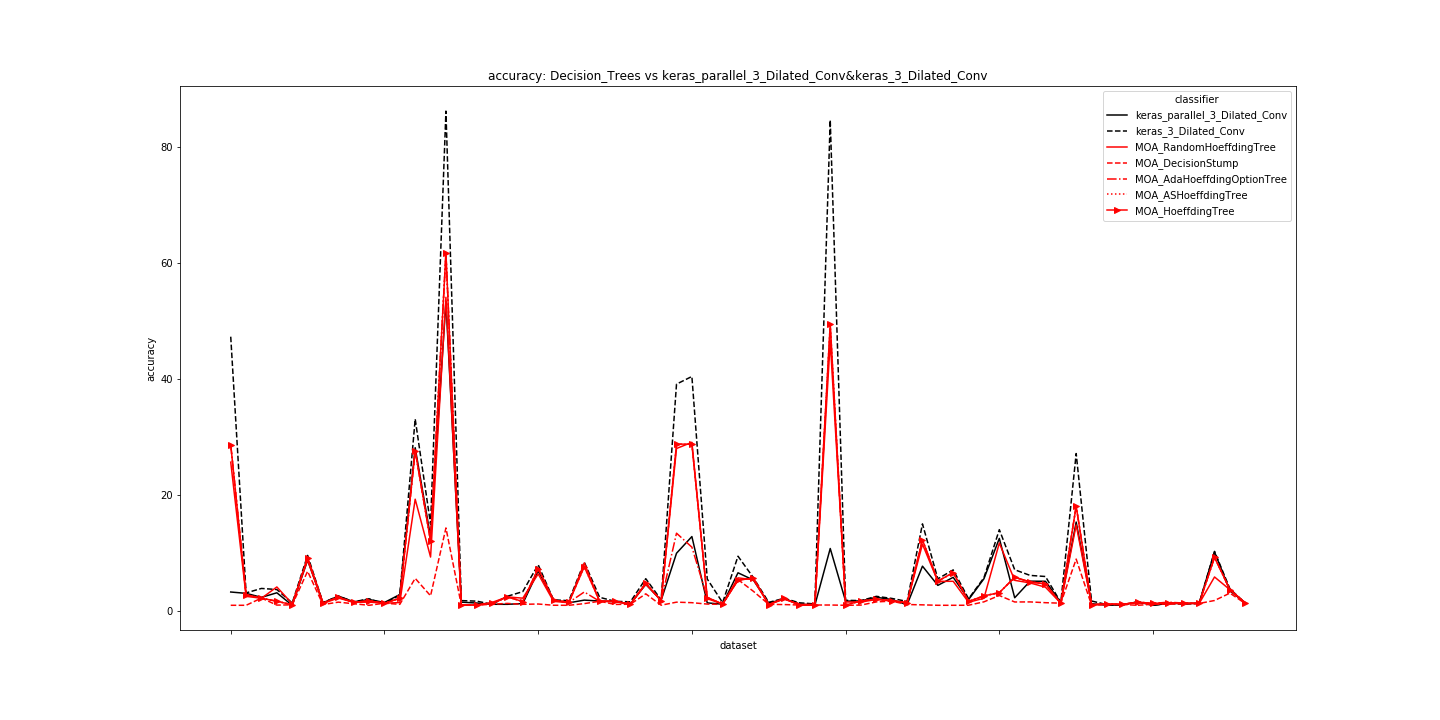 accuracy: Decision_Trees vs keras_parallel_3_Dilated_Conv&keras_3_Dilated_Conv
classifier
keras_parallel_3_Dilated_Conv
keras_3_Dilated_Conv
MOA_RandomHoeffdingTree
MOA_DecisionStump
MOA_AdaHoeffdingOptionTree
MOA_ASHoeffdingTree
MOA_HoeffdingTree
80
60
40
20
0
accuracy
dataset